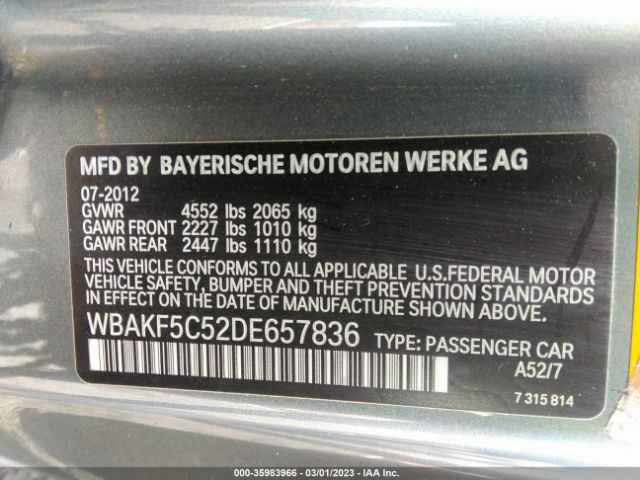 MFD BY BAYERISCHE MOTOREN WERKE AG
07-2012
GVWR 4552 lbs 2065 kg
GAWR FRONT 2227 lbs 1010 kg
GAWR REAR 2447 lbs 1110 kg
THIS VEHICLE CONFORMS TO ALL APPLICABLE U.S.FEDERAL MOTOR
VEHICLE SAFETY, BUMPER AND THEFT PREVENTION STANDARDS
IN EFFECT ON THE DATE OF MANUFACTURE SHOWN ABOVE.
WBAKF5C52DE657836 TYPE: PASSENGER CAR
A52/7
7 315 814
000-35983966 - 03/01/2023 - IAA Inc.